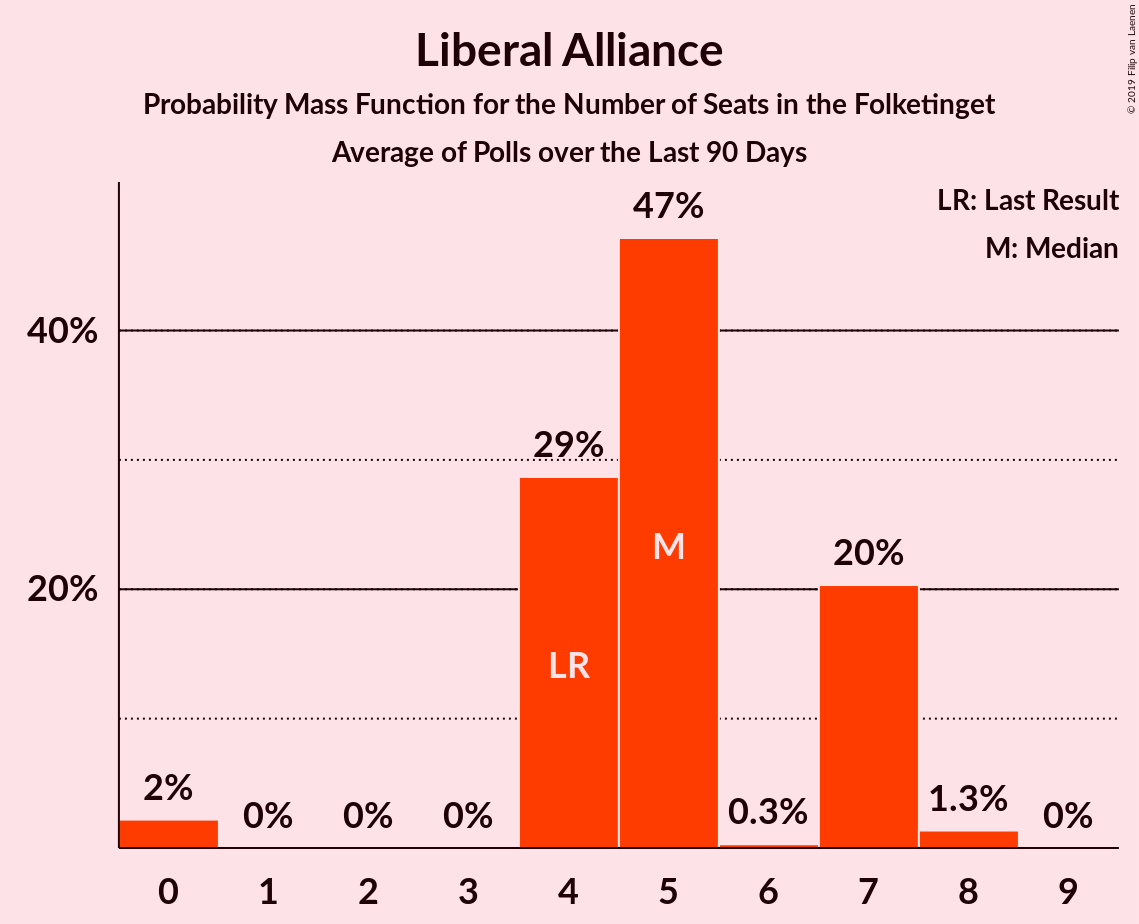 Liberal Alliance
Probability Mass Function for the Number of Seats in the Folketinget
Average of Polls over the Last 90 Days
© 2019 Filip van Laenen
LR: Last Result
M: Median
40%
20%
2%
0%
0%
0%
29%
47%
0.3%
20%
1.3%
0%
LR
M
0 1 2 3 4 5 6 7 8 9